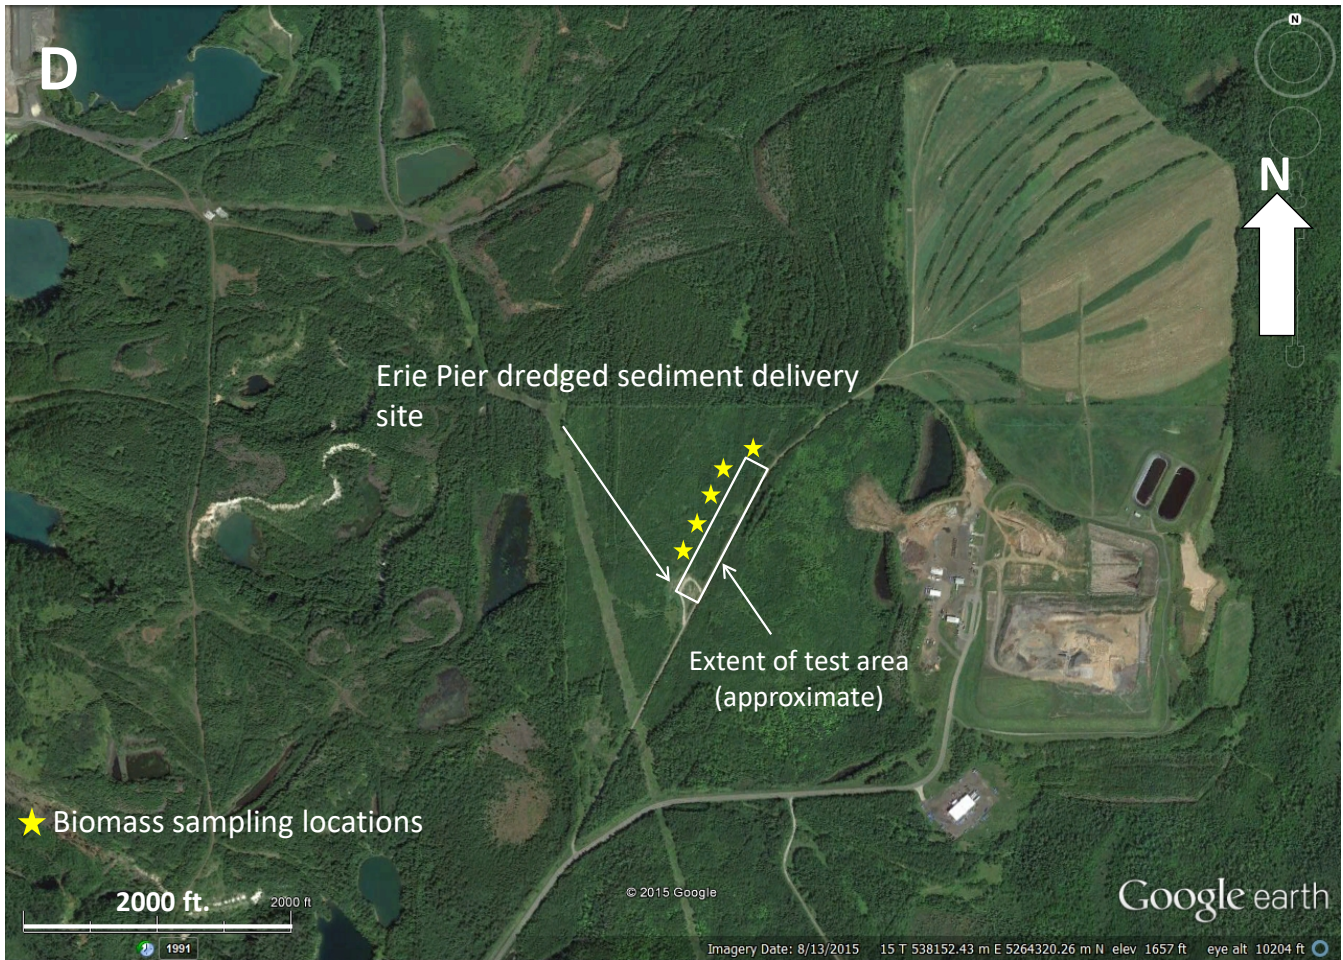 D
N
N
Erie Pier dredged sediment delivery
site
Extent of test area
(approximate)
Biomass sampling locations
2000 ft.
2000 ft
© 2015 Google
Google earth
1991
Imagery Date: 8/13/2015 15 T 538152.43 m E 5264320.26 m N elev 1657 ft eye alt 10204 ft